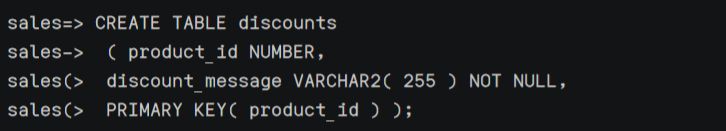 sales=> CREATE TABLE discounts
sales->  ( product_id NUMBER,
sales(>  discount_message VARCHAR2( 255 ) NOT NULL,
sales(>  PRIMARY KEY( product_id ) );